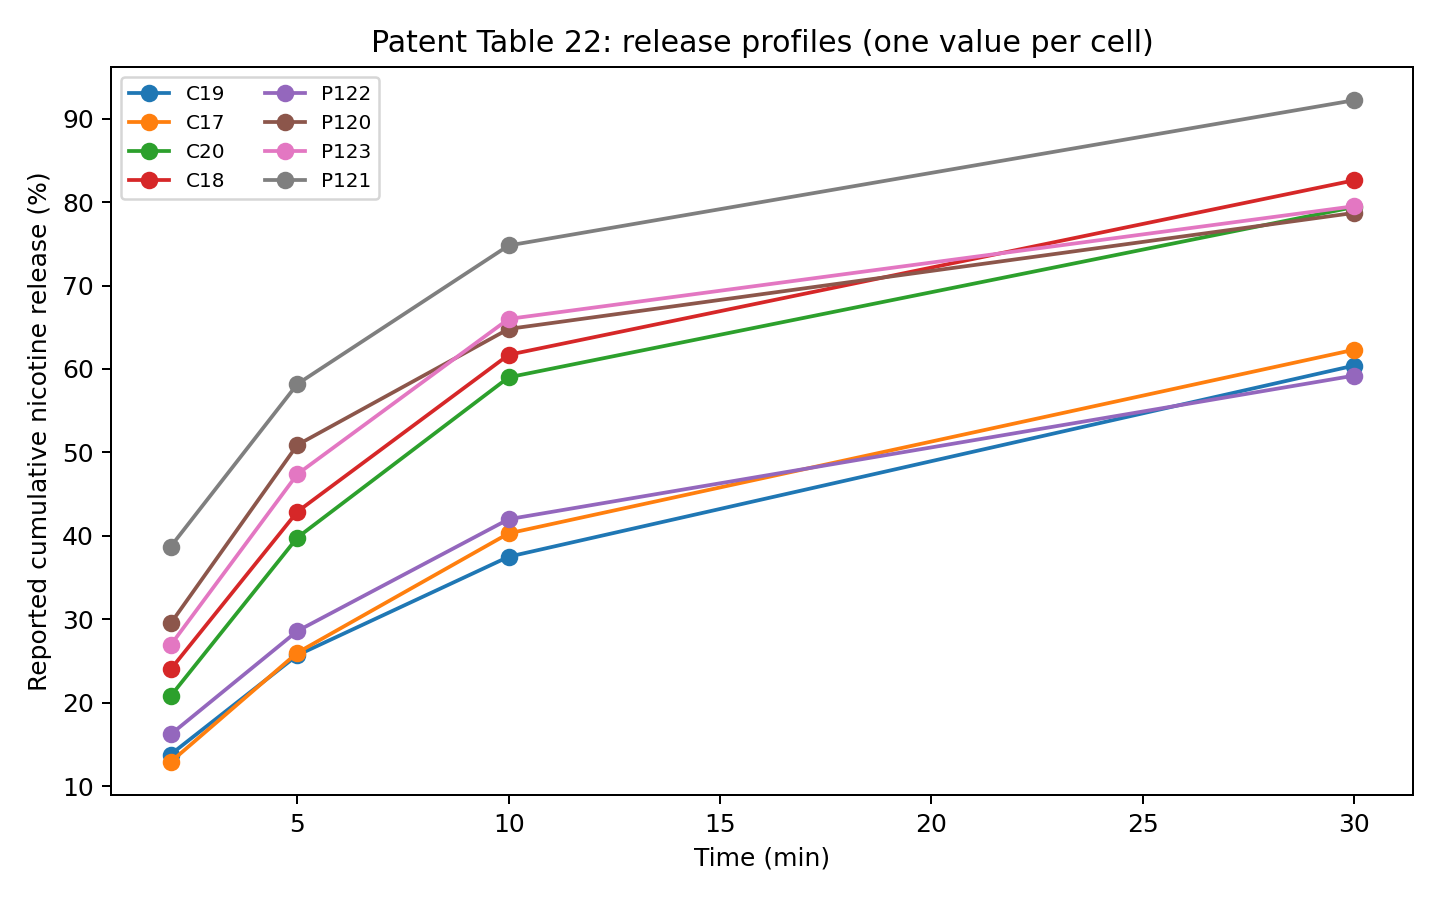 Patent Table 22: release profiles (one value per cell)
C19 P122
C17 P120
C20 P123
C18 P121
Reported cumulative nicotine release (%)
90
80
70
60
50
40
30
20
10
5 10 15 20 25 30
Time (min)